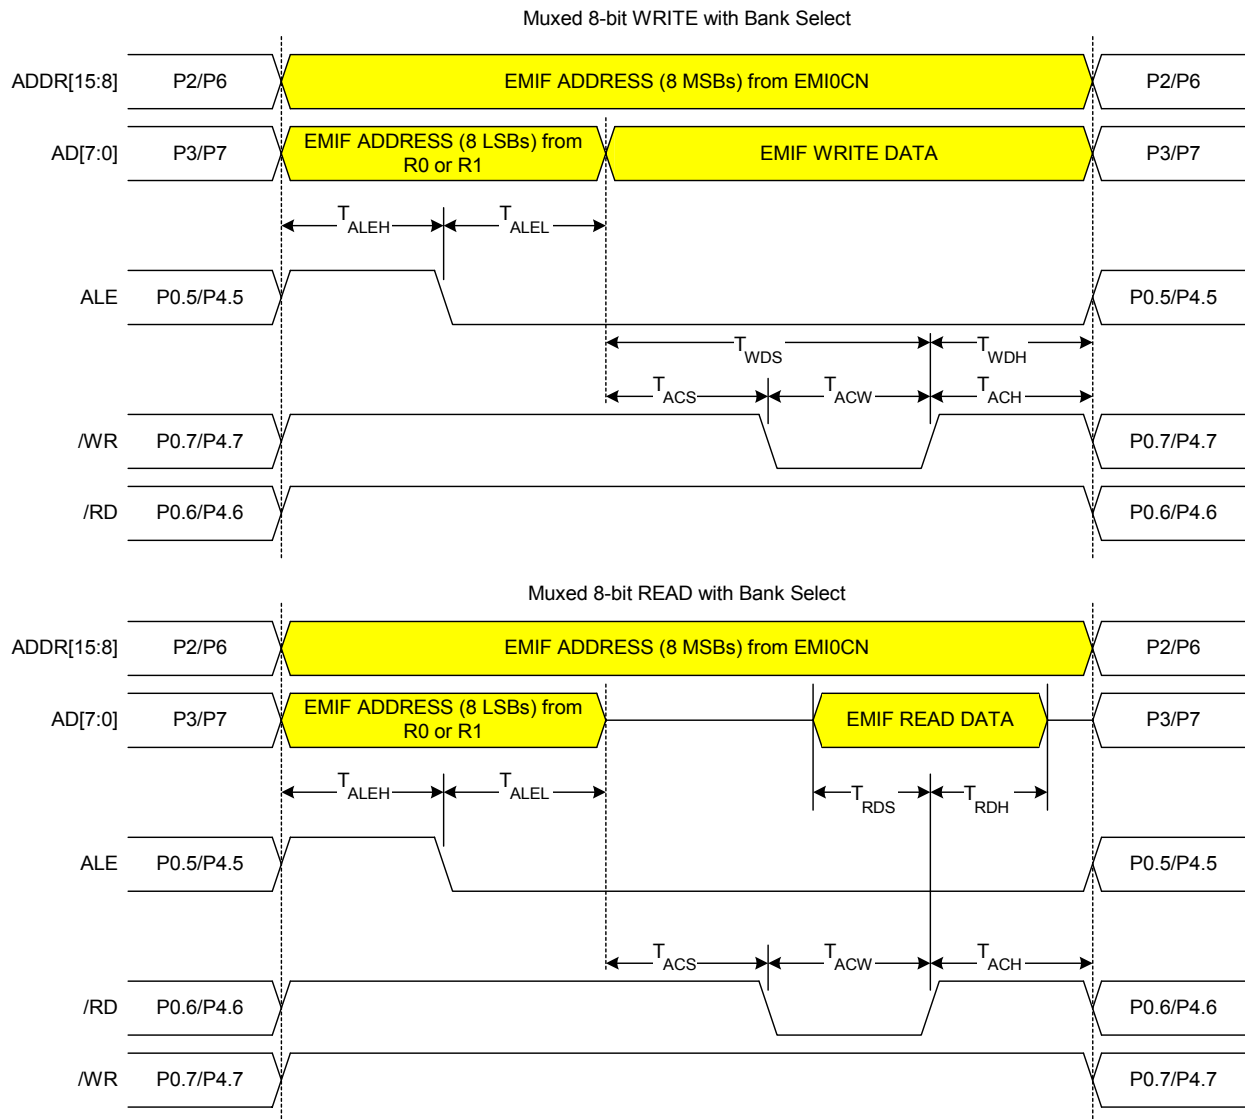 Muxed 8-bit WRITE with Bank Select
ADDR[15:8] P2/P6 EMIF ADDRESS (8 MSBs) from EMI0CN P2/P6
AD[7:0] P3/P7 EMIF ADDRESS (8 LSBs) from
R0 or R1 EMIF WRITE DATA P3/P7
TALEH TALEL
ALE P0.5/P4.5 P0.5/P4.5
TWDS TWDH
TACS TACW TACH
/WR P0.7/P4.7 P0.7/P4.7
/RD P0.6/P4.6 P0.6/P4.6
Muxed 8-bit READ with Bank Select
ADDR[15:8] P2/P6 EMIF ADDRESS (8 MSBs) from EMI0CN P2/P6
AD[7:0] P3/P7 EMIF ADDRESS (8 LSBs) from
R0 or R1 EMIF READ DATA P3/P7
TALEH TALEL TRDS TRDH
ALE P0.5/P4.5 P0.5/P4.5
TACS TACW TACH
/RD P0.6/P4.6 P0.6/P4.6
/WR P0.7/P4.7 P0.7/P4.7